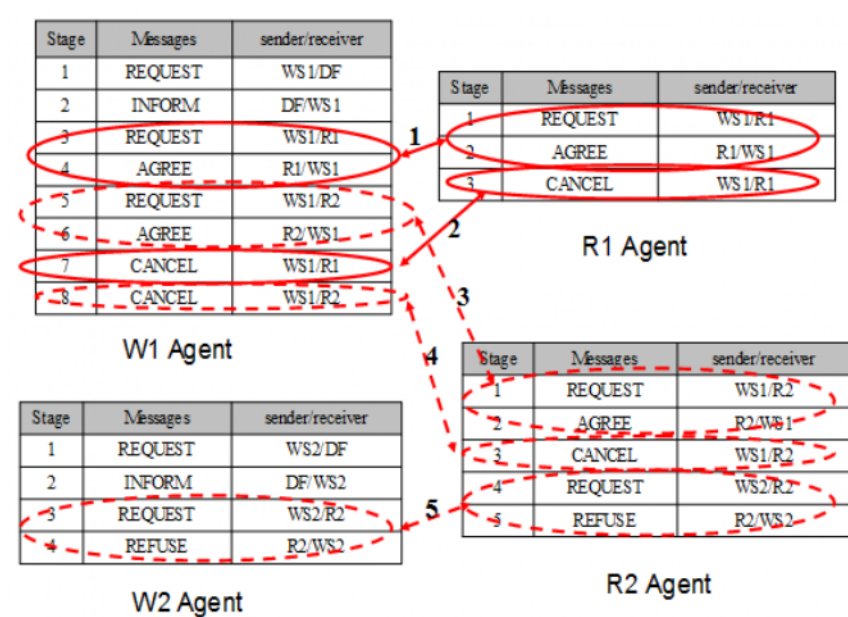 Stage Messages sender/receiver
1 REQUEST WS1/DF
2 INFORM DF/WS1
3 REQUEST WS1/R1
4 AGREE R1/WS1
5 REQUEST WS1/R2
6 AGREE R2/WS1
7 CANCEL WS1/R1
8 CANCEL WS1/R2
W1 Agent
Stage Messages sender/receiver
1 REQUEST WS1/R1
2 AGREE R1/WS1
3 CANCEL WS1/R1
R1 Agent
1
2
3
4
5
Stage Messages sender/receiver
1 REQUEST WS2/DF
2 INFORM DF/WS2
3 REQUEST WS2/R2
4 REFUSE R2/WS2
W2 Agent
Stage Messages sender/receiver
1 REQUEST WS1/R2
2 AGREE R2/WS1
3 CANCEL WS1/R2
4 REQUEST WS2/R2
5 REFUSE R2/WS2
R2 Agent